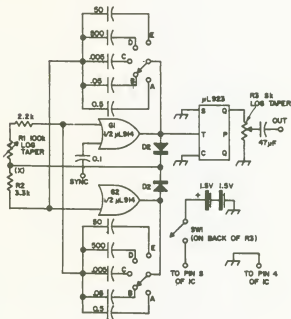 50
500
.005
.05
0.5
D
E
C
B
A
2.2k
R1 100k
LOG
TAPER
(X)
R2
3.3k
G1
1/2 µL914
0.1
SYNC
G2
1/2 µL914
D2
D2
µL923
S
Q
T
P
C
Q
R3 5k
LOG TAPER
OUT
47µF
+
1.5V 1.5V
SW1
(ON BACK OF R3)
TO PIN 8
OF IC
TO PIN 4
OF IC
50
500
.005
.05
0.5
D
E
C
B
A